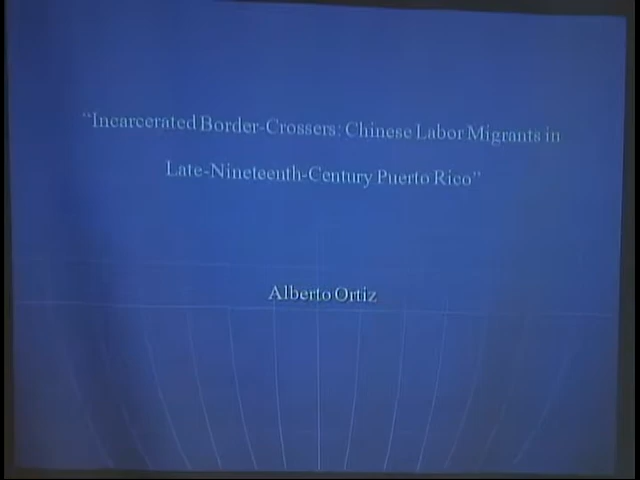 “Incarcerated Border-Crossers: Chinese Labor Migrants in
Late-Nineteenth-Century Puerto Rico”
Alberto Ortiz